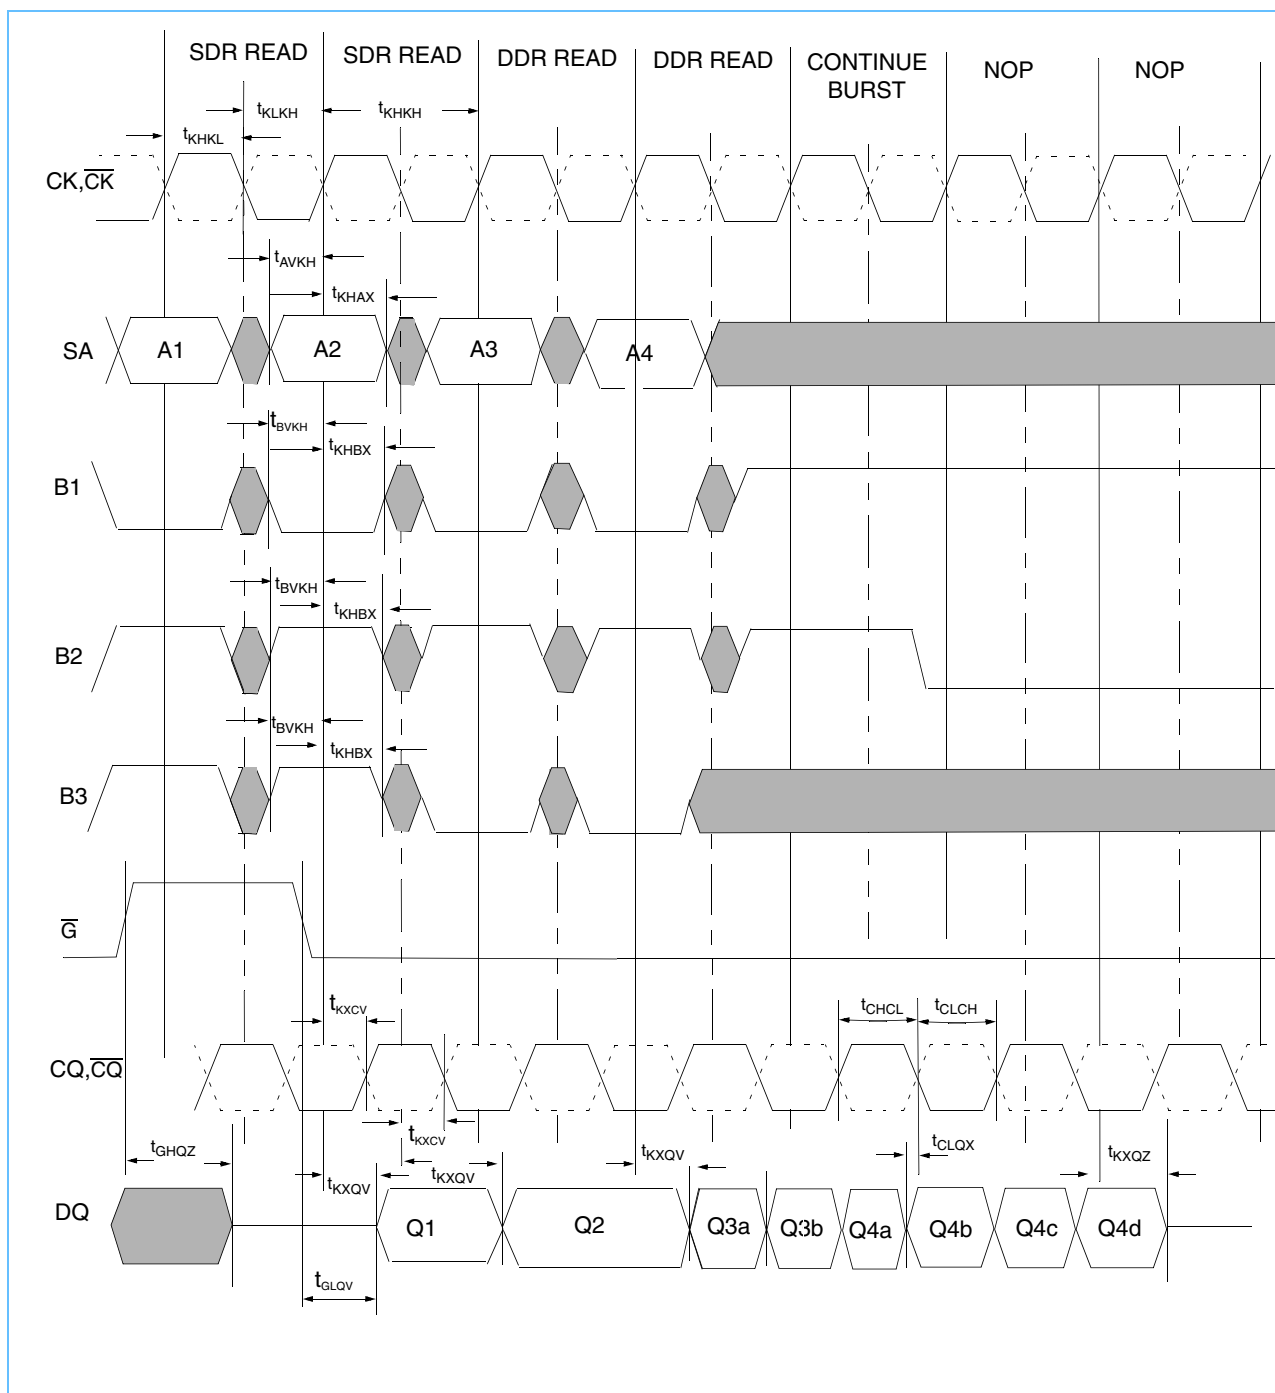 SDR READ SDR READ DDR READ DDR READ CONTINUE BURST NOP NOP
tKLKH tKHKH
tKHKL
CK,CK
tAVKH
tKHAX
SA A1 A2 A3 A4
tBVKH
tKHBX
B1
tBVKH
tKHBX
B2
tBVKH
tKHBX
B3
G
tKXCV tCHCL tCLCH
CQ,CQ
tKXCV
tGHQZ tKXQV tKXQV tKXQV tCLQX tKXQZ
DQ Q1 Q2 Q3a Q3b Q4a Q4b Q4c Q4d
tGLQV